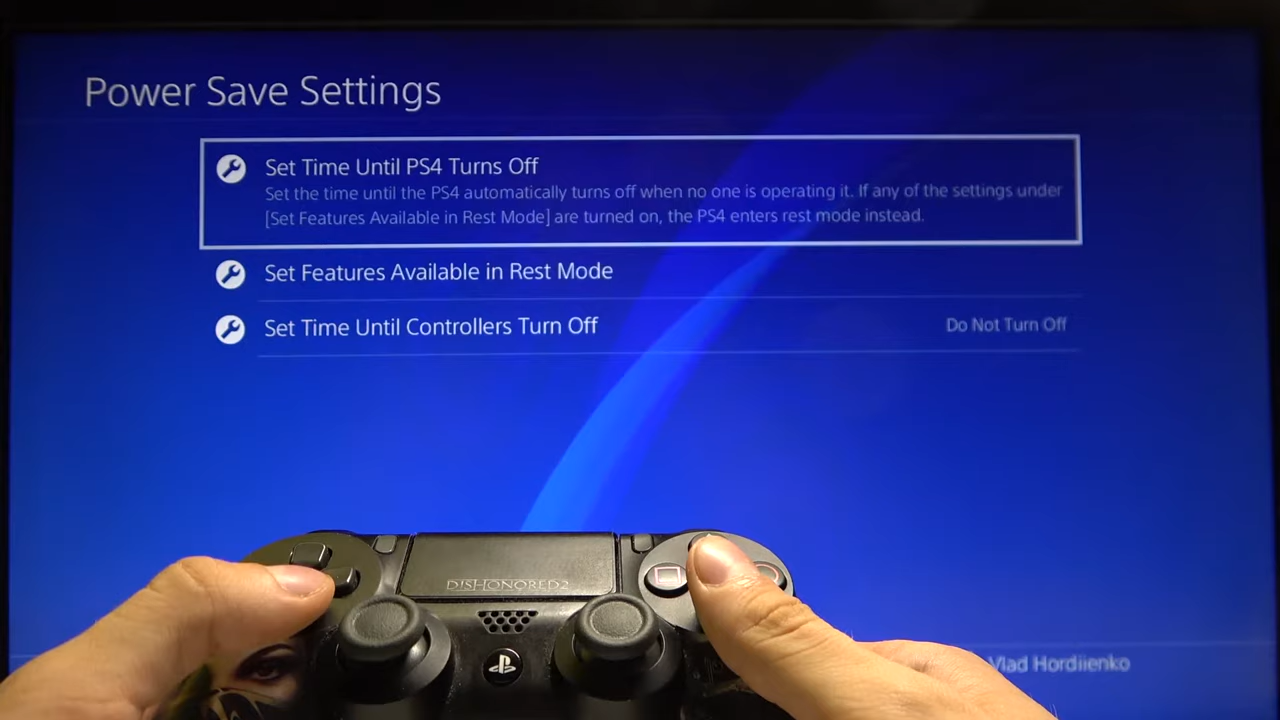 Power Save Settings
Set Time Until PS4 Turns Off
Set the time until the PS4 automatically turns off when no one is operating it. If any of the settings under
[Set Features Available in Rest Mode] are turned on, the PS4 enters rest mode instead.
Set Features Available in Rest Mode
Set Time Until Controllers Turn Off
Do Not Turn Off
DISHONORED2
Vlad Hordiienko